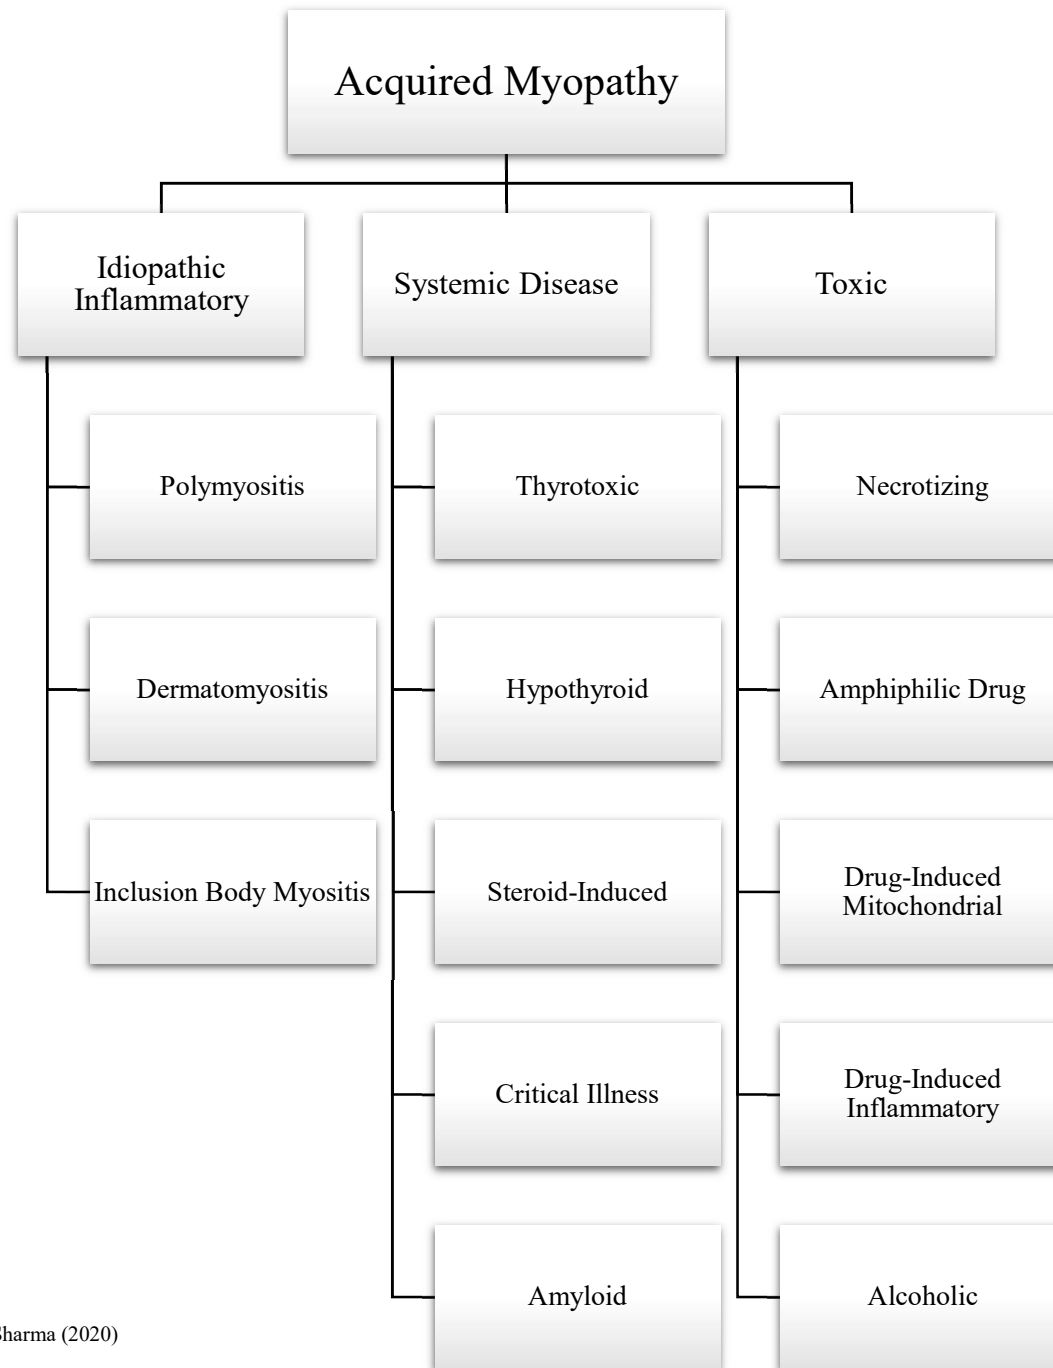 Acquired Myopathy
Idiopathic
Inflammatory
Systemic Disease
Toxic
Polymyositis
Thyrotoxic
Necrotizing
Dermatomyositis
Hypothyroid
Amphiphilic Drug
Inclusion Body Myositis
Steroid-Induced
Drug-Induced
Mitochondrial
Critical Illness
Drug-Induced
Inflammatory
Amyloid
Alcoholic
Sharma (2020)